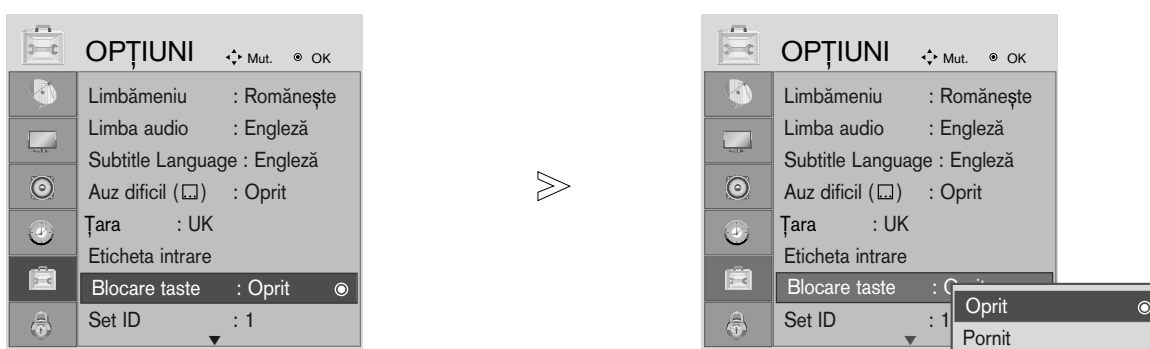 OPȚIUNI Mut. OK
Limbămeniu : Românește
Limba audio : Engleză
Subtitle Language : Engleză
Auz dificil ( ) : Oprit
Țara : UK
Eticheta intrare
Blocare taste : Oprit
Set ID : 1
OPȚIUNI Mut. OK
Limbămeniu : Românește
Limba audio : Engleză
Subtitle Language : Engleză
Auz dificil ( ) : Oprit
Țara : UK
Eticheta intrare
Blocare taste :
Set ID : 1
Oprit
Pornit